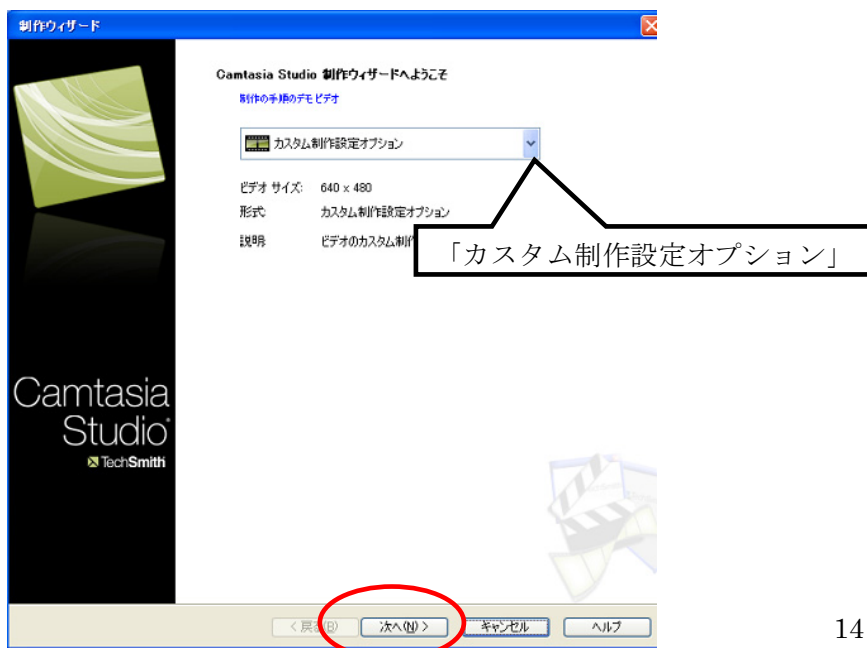 制作ウィザード
Camtasia Studio 制作ウィザードへようこそ
制作の手順のデモビデオ
カスタム制作設定オプション
ビデオ サイズ: 640 x 480
形式: カスタム制作設定オプション
説明: ビデオのカスタム制作
「カスタム制作設定オプション」
Camtasia
Studio
TechSmith
< 戻る(B) 次へ(N) > キャンセル ヘルプ
14